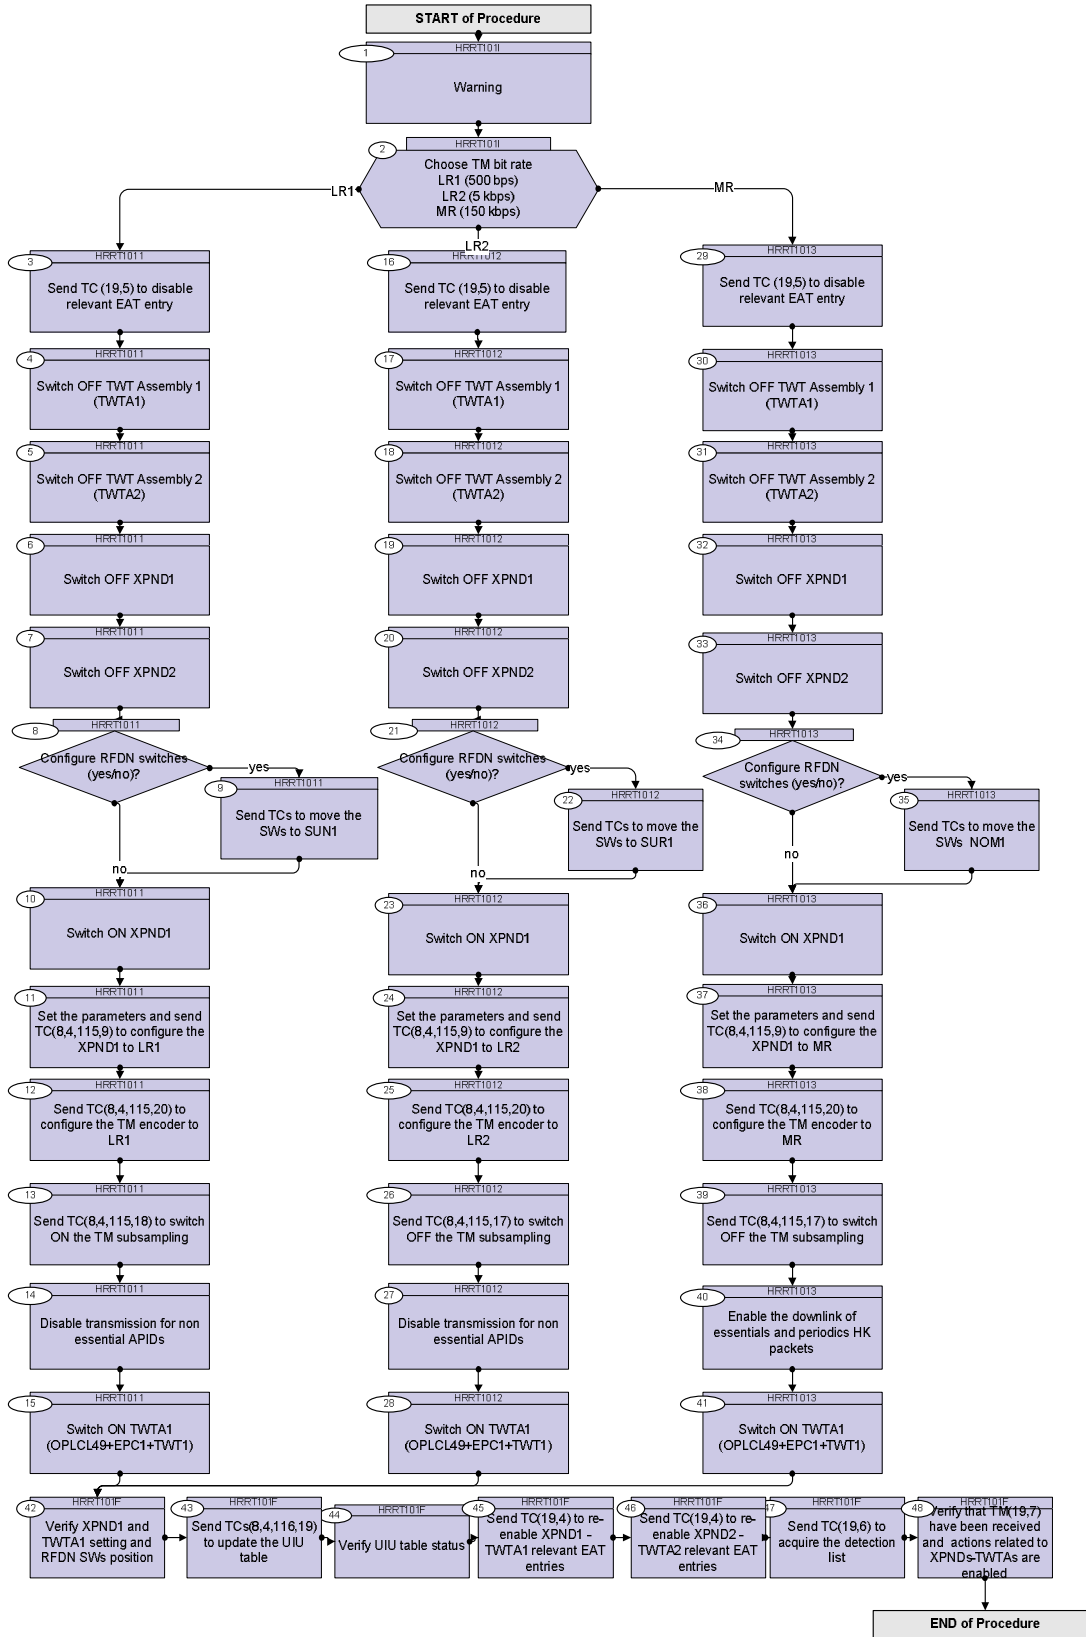 START of Procedure
HRRT101I
1
Warning
HRRT101I
2
Choose TM bit rate
LR1 (500 bps)
LR2 (5 kbps)
MR (150 kbps)
LR1
LR2
MR
HRRT1011
3
Send TC (19,5) to disable
relevant EAT entry
HRRT1011
4
Switch OFF TWT Assembly 1
(TWTA1)
HRRT1011
5
Switch OFF TWT Assembly 2
(TWTA2)
HRRT1011
6
Switch OFF XPND1
HRRT1011
7
Switch OFF XPND2
HRRT1011
8
Configure RFDN switches
(yes/no)?
yes
HRRT1011
9
Send TCs to move the
SWs to SUN1
no
HRRT1011
10
Switch ON XPND1
HRRT1011
11
Set the parameters and send
TC(8,4,115,9) to configure the
XPND1 to LR1
HRRT1011
12
Send TC(8,4,115,20) to
configure the TM encoder to
LR1
HRRT1011
13
Send TC(8,4,115,18) to switch
ON the TM subsampling
HRRT1011
14
Disable transmission for non
essential APIDs
HRRT1011
15
Switch ON TWTA1
(OPLCL49+EPC1+TWT1)
HRRT1012
16
Send TC (19,5) to disable
relevant EAT entry
HRRT1012
17
Switch OFF TWT Assembly 1
(TWTA1)
HRRT1012
18
Switch OFF TWT Assembly 2
(TWTA2)
HRRT1012
19
Switch OFF XPND1
HRRT1012
20
Switch OFF XPND2
HRRT1012
21
Configure RFDN switches
(yes/no)?
yes
HRRT1012
22
Send TCs to move the
SWs to SUR1
no
HRRT1012
23
Switch ON XPND1
HRRT1012
24
Set the parameters and send
TC(8,4,115,9) to configure the
XPND1 to LR2
HRRT1012
25
Send TC(8,4,115,20) to
configure the TM encoder to
LR2
HRRT1012
26
Send TC(8,4,115,17) to switch
OFF the TM subsampling
HRRT1012
27
Disable transmission for non
essential APIDs
HRRT1012
28
Switch ON TWTA1
(OPLCL49+EPC1+TWT1)
HRRT1013
29
Send TC (19,5) to disable
relevant EAT entry
HRRT1013
30
Switch OFF TWT Assembly 1
(TWTA1)
HRRT1013
31
Switch OFF TWT Assembly 2
(TWTA2)
HRRT1013
32
Switch OFF XPND1
HRRT1013
33
Switch OFF XPND2
HRRT1013
34
Configure RFDN
switches (yes/no)?
yes
HRRT1013
35
Send TCs to move the
SWs NOM1
no
HRRT1013
36
Switch ON XPND1
HRRT1013
37
Set the parameters and send
TC(8,4,115,9) to configure the
XPND1 to MR
HRRT1013
38
Send TC(8,4,115,20) to
configure the TM encoder to
MR
HRRT1013
39
Send TC(8,4,115,17) to switch
OFF the TM subsampling
HRRT1013
40
Enable the downlink of
essentials and periodics HK
packets
HRRT1013
41
Switch ON TWTA1
(OPLCL49+EPC1+TWT1)
HRRT101F
42
Verify XPND1 and
TWTA1 setting and
RFDN SWs position
HRRT101F
43
Send TCs(8,4,116,19)
to update the UIU
table
HRRT101F
44
Verify UIU table status
HRRT101F
45
Send TC(19,4) to re-
enable XPND1 -
TWTA1 relevant EAT
entries
HRRT101F
46
Send TC(19,4) to re-
enable XPND2 -
TWTA2 relevant EAT
entries
HRRT101F
47
Send TC(19,6) to
acquire the detection
list
HRRT101F
48
Verify that TM(19,7)
have been received
and actions related to
XPNDs-TWTAs are
enabled
END of Procedure